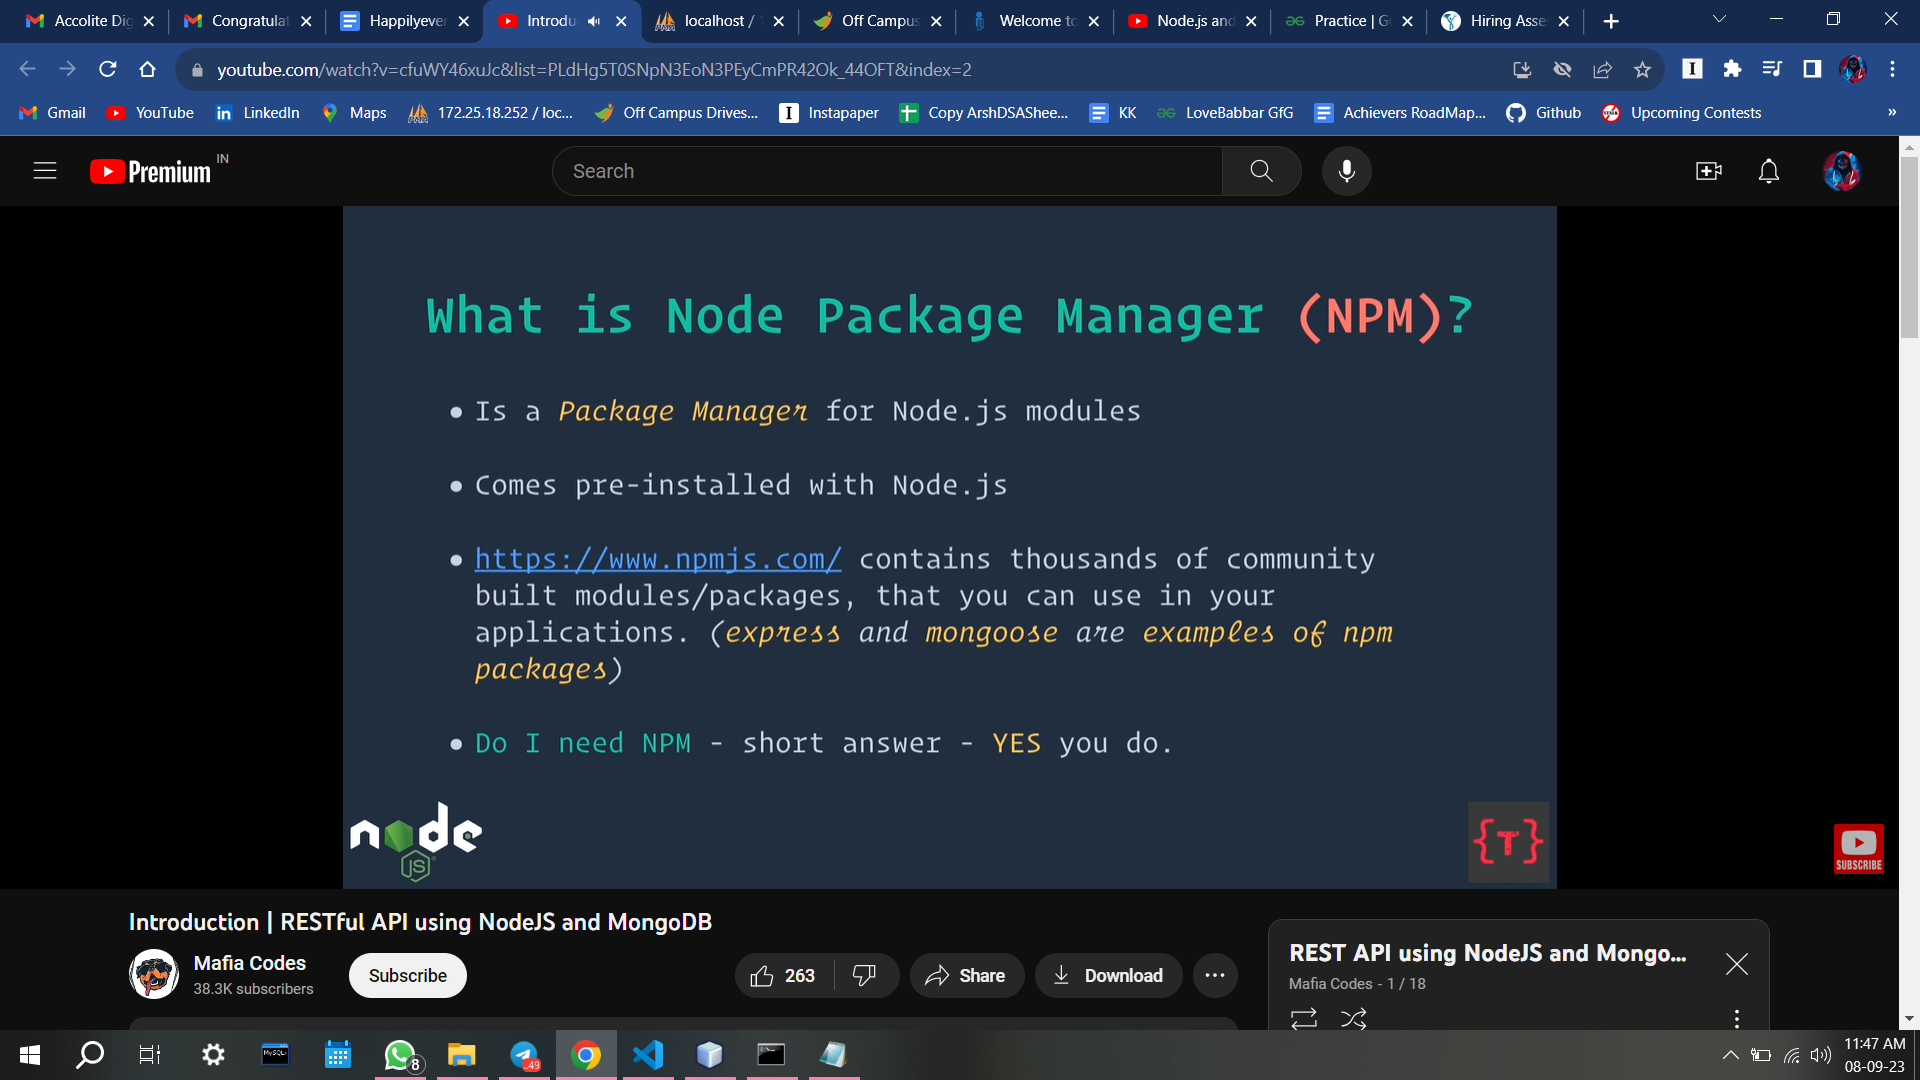 Accolite Dig
Congratulat
Happilyever
Introdu
localhost /
Off Campus
Welcome to
Node.js and
Practice | Ge
Hiring Asse
youtube.com/watch?v=cfuWY46xuJc&list=PLdHg5T0SNpN3EoN3PEyCmPR42Ok_44OFT&index=2
Gmail
YouTube
LinkedIn
Maps
172.25.18.252 / loc...
Off Campus Drives...
Instapaper
Copy ArshDSAShee...
KK
LoveBabbar GfG
Achievers RoadMap...
Github
Upcoming Contests
»
Premium
IN
Search
What is Node Package Manager (NPM)?
• Is a Package Manager for Node.js modules
• Comes pre-installed with Node.js
• https://www.npmjs.com/ contains thousands of community
built modules/packages, that you can use in your
applications. (express and mongoose are examples of npm
packages)
• Do I need NPM - short answer - YES you do.
node
JS
{T}
SUBSCRIBE
Introduction | RESTful API using NodeJS and MongoDB
Mafia Codes
38.3K subscribers
Subscribe
263
Share
Download
REST API using NodeJS and Mongo...
Mafia Codes - 1 / 18
8
49
11:47 AM
08-09-23